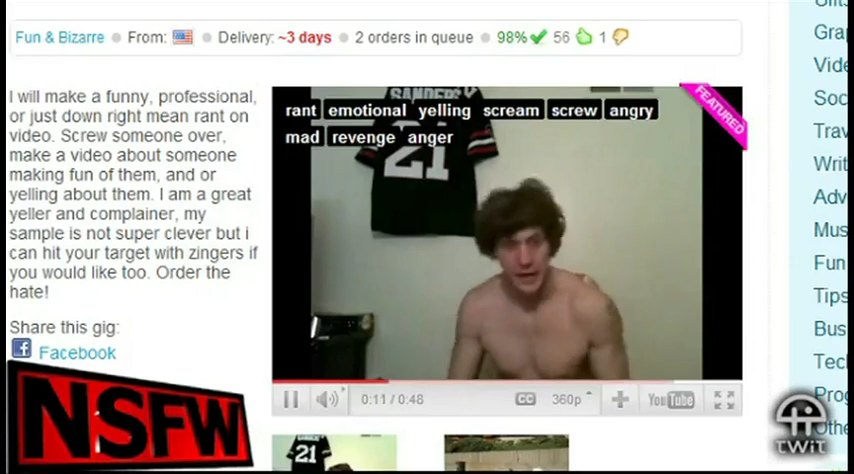 Fun & Bizarre From: Delivery: ~3 days 2 orders in queue 98% 56 1
I will make a funny, professional,
or just down right mean rant on
video. Screw someone over,
make a video about someone
making fun of them, and or
yelling about them. I am a great
yeller and complainer, my
sample is not super clever but i
can hit your target with zingers if
you would like too. Order the
hate!
Share this gig:
Facebook
NSFW
SANDERS
21
rant emotional yelling scream screw angry
mad revenge anger
FEATURED
0:11 / 0:48 CC 360p YouTube
21
Gra
Vide
Soc
Trav
Writ
Adv
Mus
Fun
Tips
Bus
Tec
Pro
Othe
TWiT